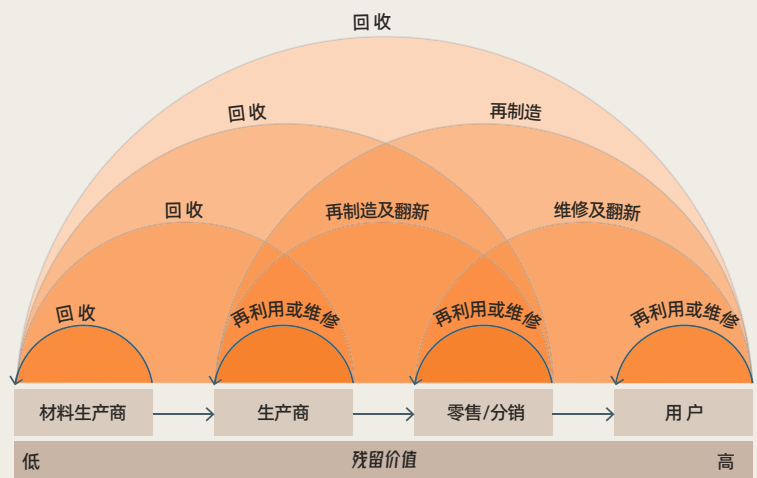 回收
回收
再制造
回收
再制造及翻新
维修及翻新
回收
再利用或维修
再利用或维修
再利用或维修
材料生产商
生产商
零售/分销
用户
低
残留价值
高